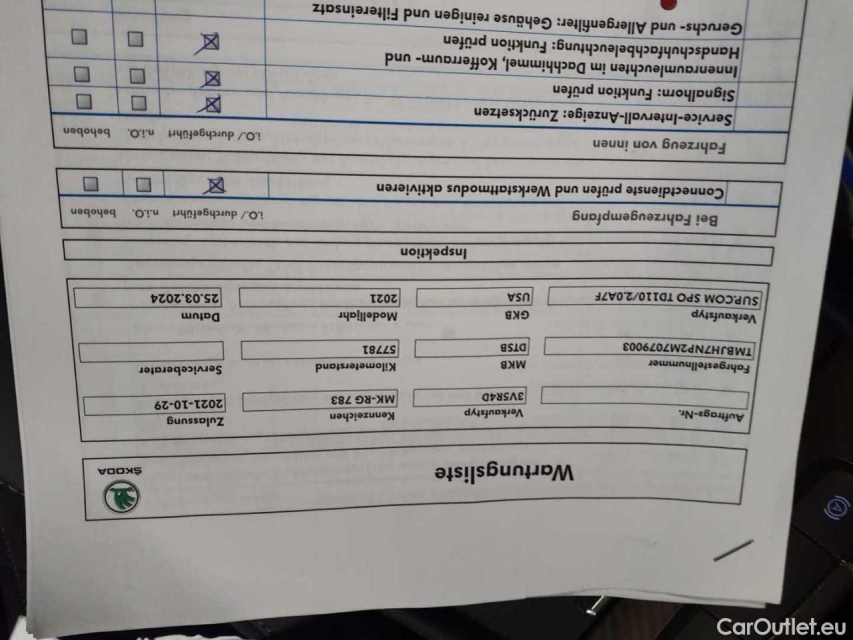 ŠKODA
Wartungsliste
Auftrags-Nr. Verkaufstyp Kennzeichen Zulassung
3V5R4D MK-RG 783 2021-10-29
Fahrgestellnummer MKB Kilometerstand Serviceberater
TMBJH7NP2M7079003 DTSB 57781
Verkaufstyp GKB Modelljahr Datum
SUP.COM SPO TD110/2.0A7F USA 2021 25.03.2024
Inspektion
Bei Fahrzeugempfang i.O./ durchgeführt n.i.O. behoben
Connectdienste prüfen und Werkstattmodus aktivieren
Fahrzeug von innen i.O./ durchgeführt n.i.O. behoben
Service-Intervall-Anzeige: Zurücksetzen
Signalhorn: Funktion prüfen
Innenraumleuchten im Dachhimmel, Kofferraum- und
Handschuhfachbeleuchtung: Funktion prüfen
Geruchs- und Allergenfilter: Gehäuse reinigen und Filtereinsatz
CarOutlet.eu